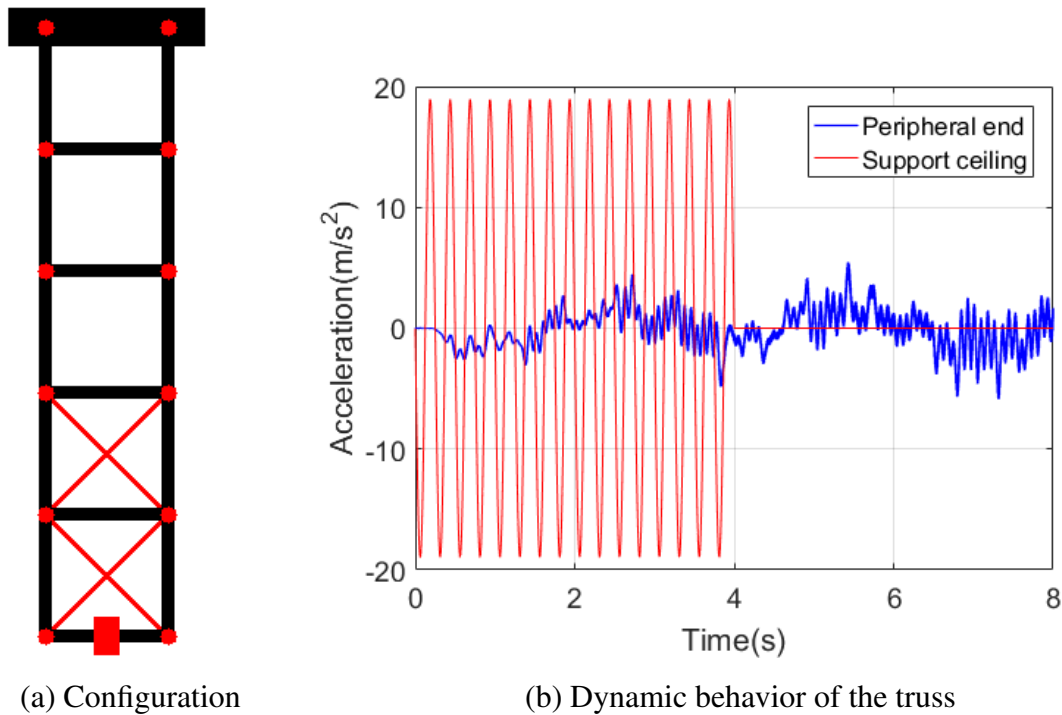 20
10
0
-10
-20
Acceleration(m/s²)
Peripheral end
Support ceiling
0 2 4 6 8
Time(s)
(a) Configuration
(b) Dynamic behavior of the truss